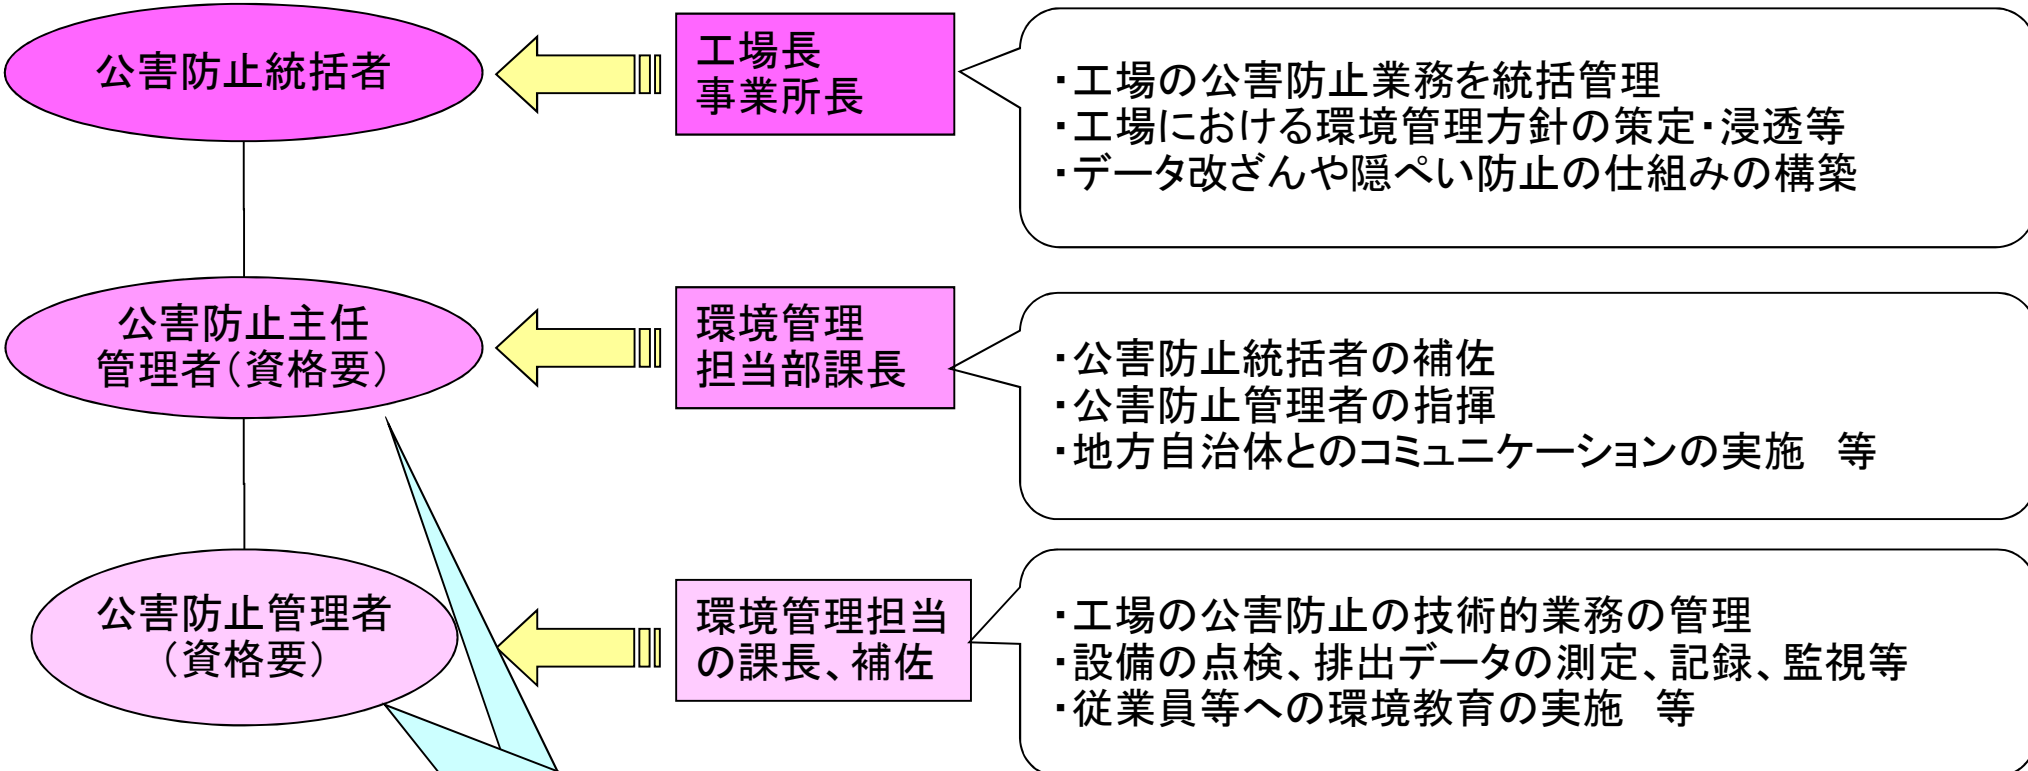 公害防止統括者
工場長
事業所長
・工場の公害防止業務を統括管理
・工場における環境管理方針の策定・浸透等
・データ改ざんや隠ぺい防止の仕組みの構築
公害防止主任
管理者（資格要）
環境管理
担当部課長
・公害防止統括者の補佐
・公害防止管理者の指揮
・地方自治体とのコミュニケーションの実施　等
公害防止管理者
（資格要）
環境管理担当
の課長、補佐
・工場の公害防止の技術的業務の管理
・設備の点検、排出データの測定、記録、監視等
・従業員等への環境教育の実施　等